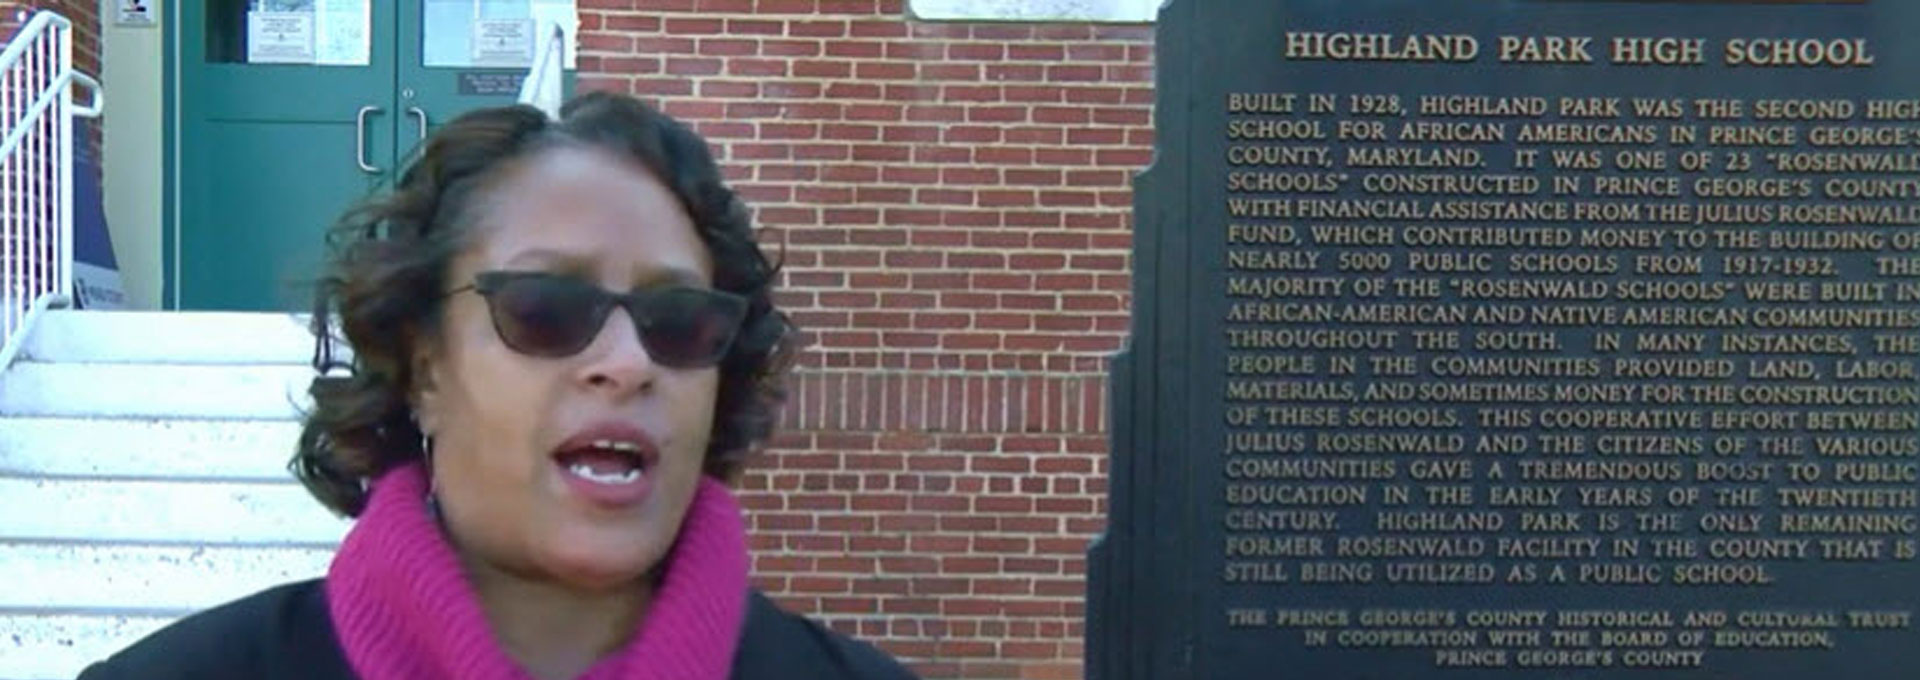 HIGHLAND PARK HIGH SCHOOL
BUILT IN 1928, HIGHLAND PARK WAS THE SECOND HIGH
SCHOOL FOR AFRICAN AMERICANS IN PRINCE GEORGE'S
COUNTY, MARYLAND. IT WAS ONE OF 23 "ROSENWALD
SCHOOLS" CONSTRUCTED IN PRINCE GEORGE'S COUNTY
WITH FINANCIAL ASSISTANCE FROM THE JULIUS ROSENWALD
FUND, WHICH CONTRIBUTED MONEY TO THE BUILDING OF
NEARLY 5000 PUBLIC SCHOOLS FROM 1917-1932. THE
MAJORITY OF THE "ROSENWALD SCHOOLS" WERE BUILT IN
AFRICAN-AMERICAN AND NATIVE AMERICAN COMMUNITIES
THROUGHOUT THE SOUTH. IN MANY INSTANCES, THE
PEOPLE IN THE COMMUNITIES PROVIDED LAND, LABOR,
MATERIALS, AND SOMETIMES MONEY FOR THE CONSTRUCTION
OF THESE SCHOOLS. THIS COOPERATIVE EFFORT BETWEEN
JULIUS ROSENWALD AND THE CITIZENS OF THE VARIOUS
COMMUNITIES GAVE A TREMENDOUS BOOST TO PUBLIC
EDUCATION IN THE EARLY YEARS OF THE TWENTIETH
CENTURY. HIGHLAND PARK IS THE ONLY REMAINING
FORMER ROSENWALD FACILITY IN THE COUNTY THAT IS
STILL BEING UTILIZED AS A PUBLIC SCHOOL.
THE PRINCE GEORGE'S COUNTY HISTORICAL AND CULTURAL TRUST
IN COOPERATION WITH THE BOARD OF EDUCATION,
PRINCE GEORGE'S COUNTY